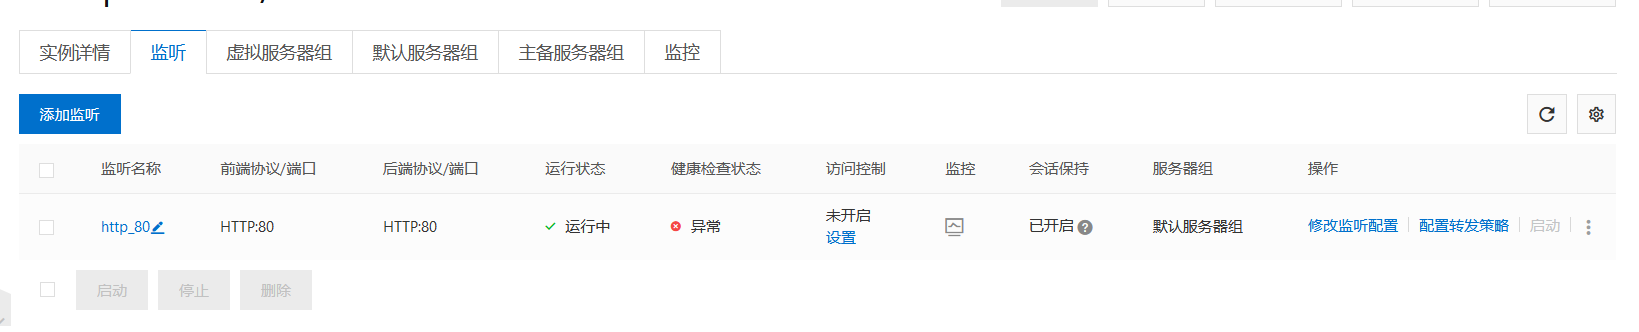 实例详情 监听 虚拟服务器组 默认服务器组 主备服务器组 监控
添加监听
监听名称 前端协议/端口 后端协议/端口 运行状态 健康检查状态 访问控制 监控 会话保持 服务器组 操作
http_80 HTTP:80 HTTP:80 运行中 异常 未开启 已开启 默认服务器组 修改监听配置 配置转发策略 启动
设置
启动 停止 删除